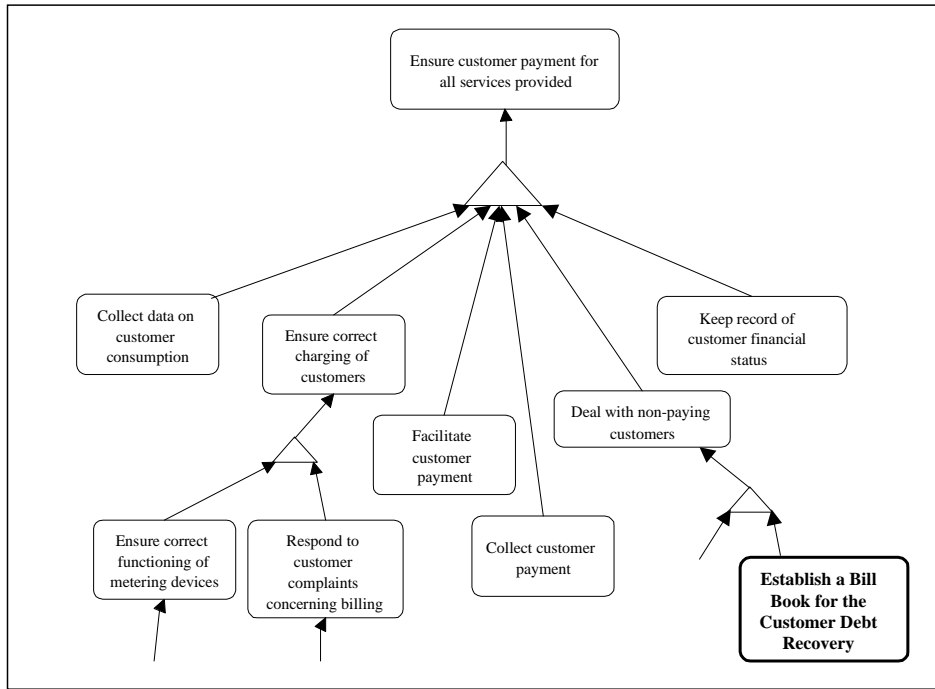 Ensure customer payment for
all services provided
Collect data on
customer
consumption
Ensure correct
charging of
customers
Keep record of
customer financial
status
Facilitate
customer
payment
Deal with non-paying
customers
Ensure correct
functioning of
metering devices
Respond to
customer
complaints
concerning billing
Collect customer
payment
Establish a Bill
Book for the
Customer Debt
Recovery